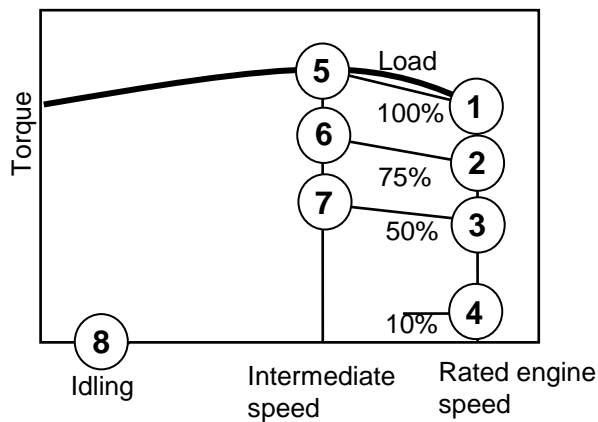 Torque
Load
5
1
100%
6
2
75%
7
3
50%
4
10%
8
Idling
Intermediate
speed
Rated engine
speed